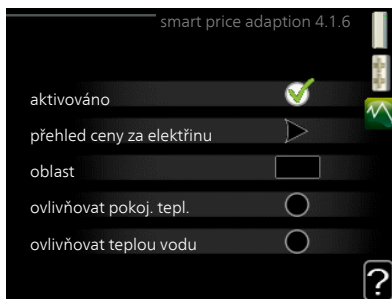 smart price adaption 4.1.6
aktivováno
přehled ceny za elektřinu
oblast
ovlivňovat pokoj. tepl.
ovlivňovat teplou vodu
?